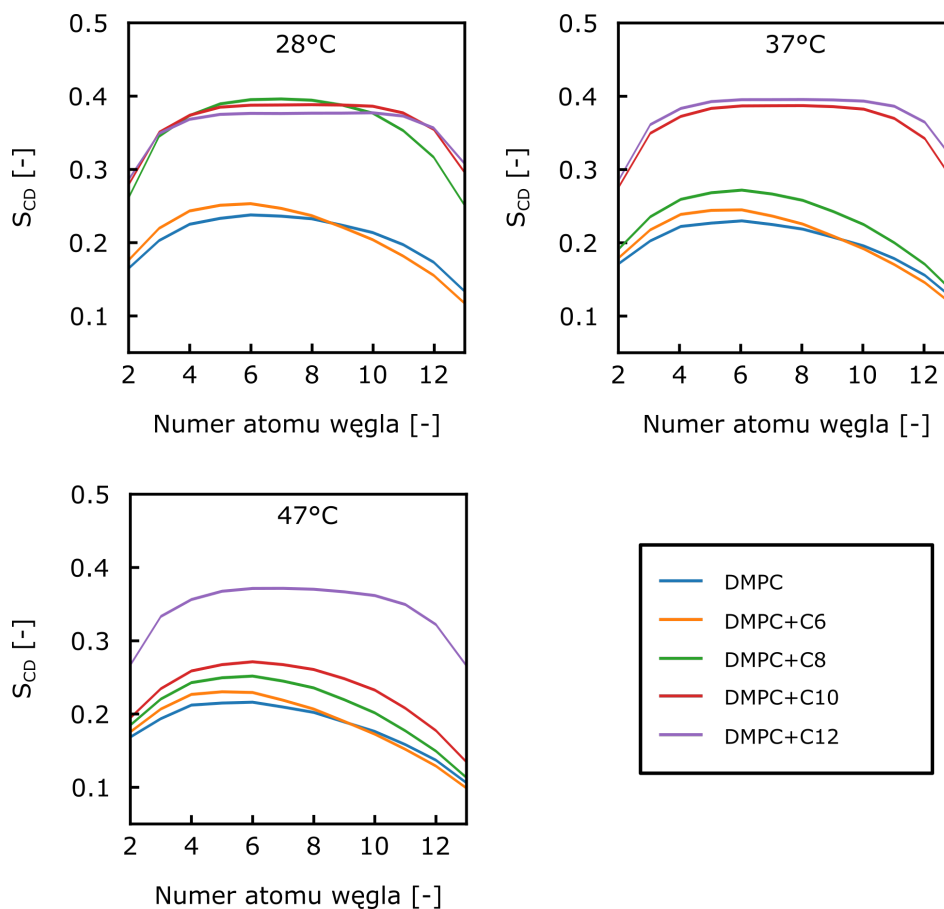 28°C
0.5
0.4
0.3
0.2
0.1
S_CD [-]
2 4 6 8 10 12
Numer atomu węgla [-]
37°C
0.5
0.4
0.3
0.2
0.1
S_CD [-]
2 4 6 8 10 12
Numer atomu węgla [-]
47°C
0.5
0.4
0.3
0.2
0.1
S_CD [-]
2 4 6 8 10 12
Numer atomu węgla [-]
DMPC
DMPC+C6
DMPC+C8
DMPC+C10
DMPC+C12